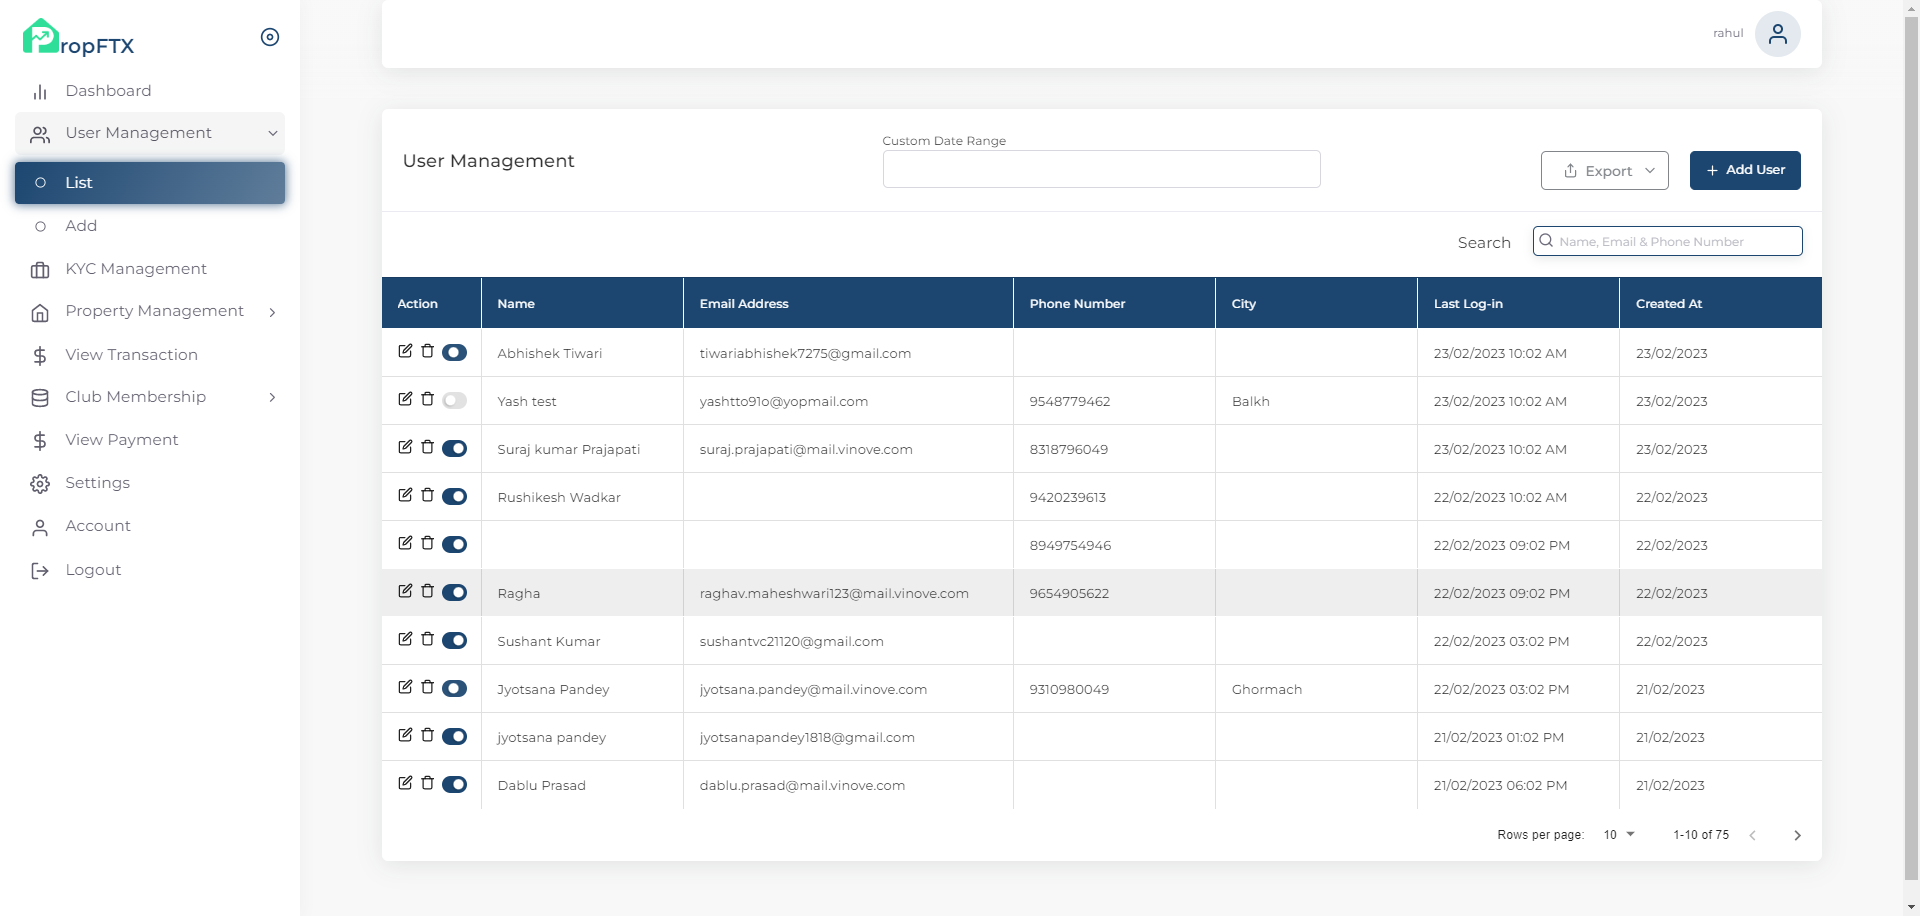 ropFTX
Dashboard
User Management
List
Add
KYC Management
Property Management
View Transaction
Club Membership
View Payment
Settings
Account
Logout
rahul
User Management
Custom Date Range
Export
+ Add User
Search
Name, Email & Phone Number
Action Name Email Address Phone Number City Last Log-in Created At
Abhishek Tiwari tiwariabhishek7275@gmail.com 23/02/2023 10:02 AM 23/02/2023
Yash test yashtto91o@yopmail.com 9548779462 Balkh 23/02/2023 10:02 AM 23/02/2023
Suraj kumar Prajapati suraj.prajapati@mail.vinove.com 8318796049 23/02/2023 10:02 AM 23/02/2023
Rushikesh Wadkar 9420239613 22/02/2023 10:02 AM 22/02/2023
8949754946 22/02/2023 09:02 PM 22/02/2023
Ragha raghav.maheshwari123@mail.vinove.com 9654905622 22/02/2023 09:02 PM 22/02/2023
Sushant Kumar sushantvc21120@gmail.com 22/02/2023 03:02 PM 22/02/2023
Jyotsana Pandey jyotsana.pandey@mail.vinove.com 9310980049 Ghormach 22/02/2023 03:02 PM 21/02/2023
jyotsana pandey jyotsanapandey1818@gmail.com 21/02/2023 01:02 PM 21/02/2023
Dablu Prasad dablu.prasad@mail.vinove.com 21/02/2023 06:02 PM 21/02/2023
Rows per page: 10 1-10 of 75